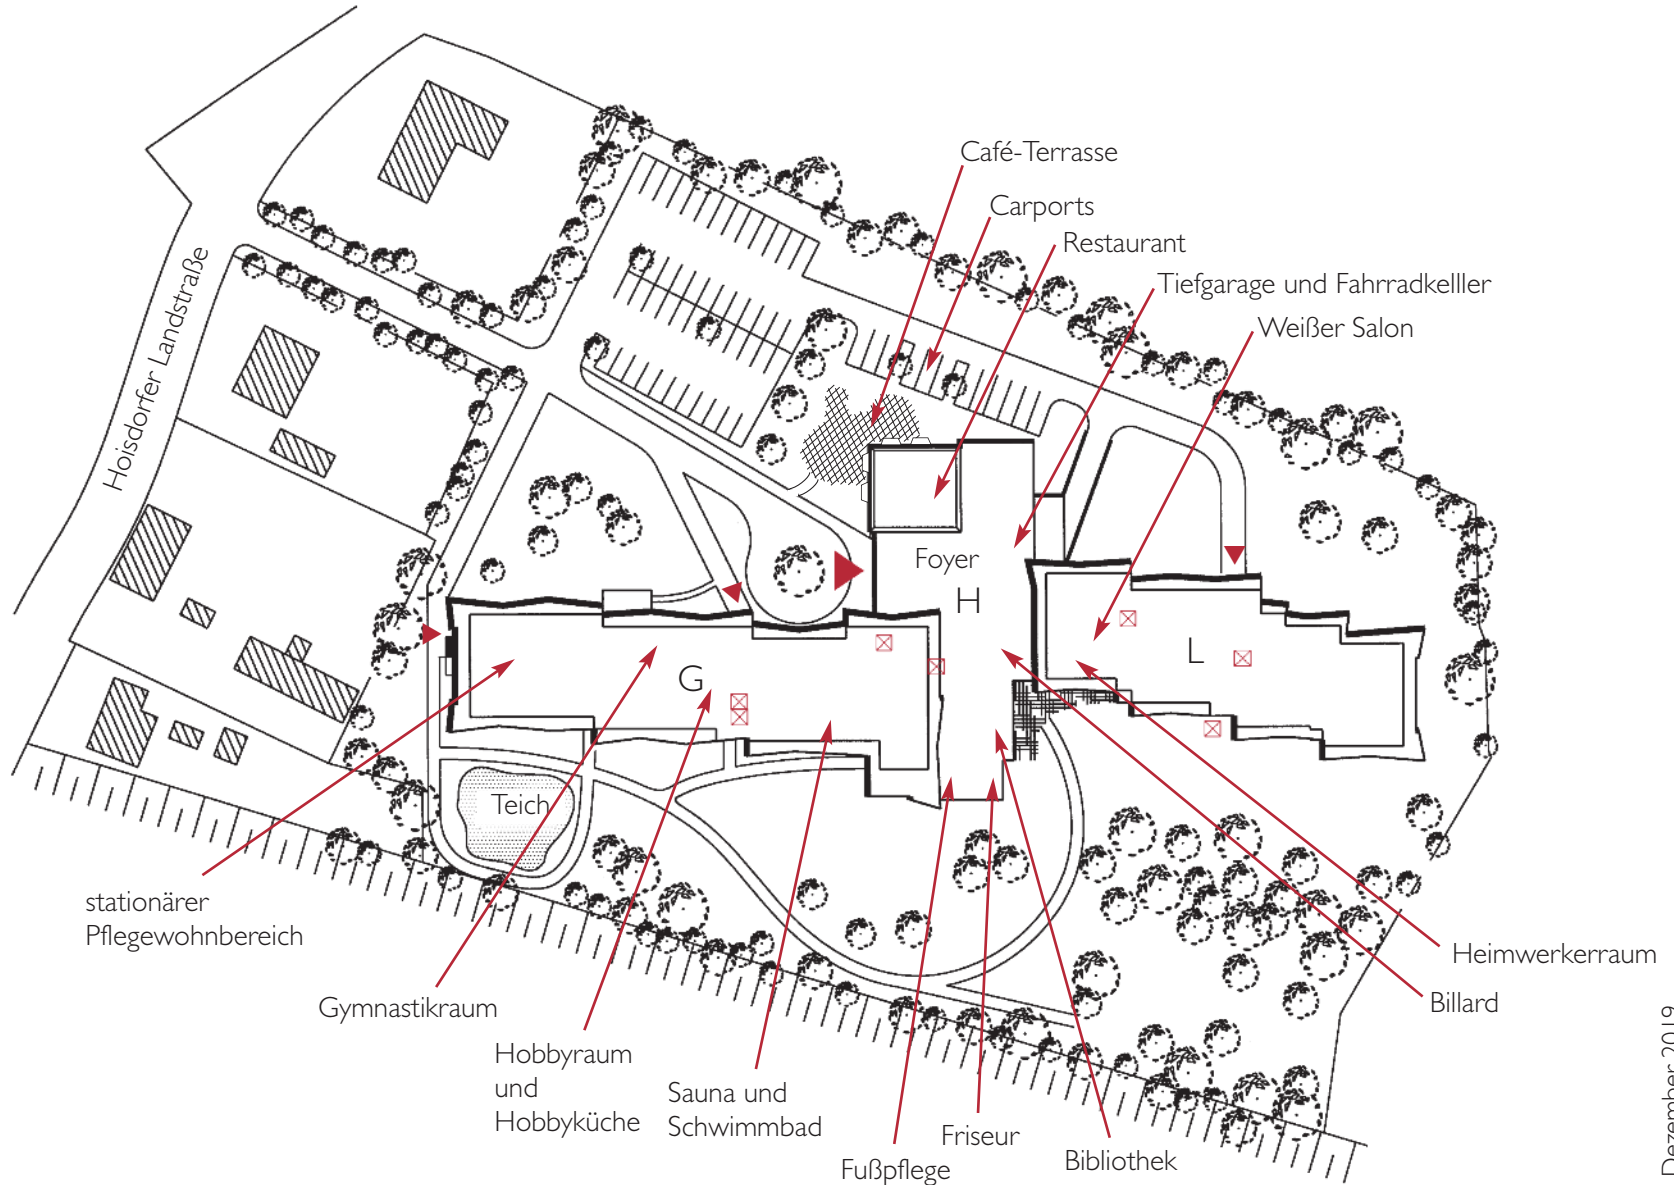 Café-Terrasse
Carports
Restaurant
Tiefgarage und Fahrradkelller
Weißer Salon
Hoisdorfer Landstraße
Foyer
H
G
L
Teich
stationärer
Pflegewohnbereich
Gymnastikraum
Hobbyraum
und
Hobbyküche
Sauna und
Schwimmbad
Fußpflege
Friseur
Bibliothek
Heimwerkerraum
Billard
Dezember 2019